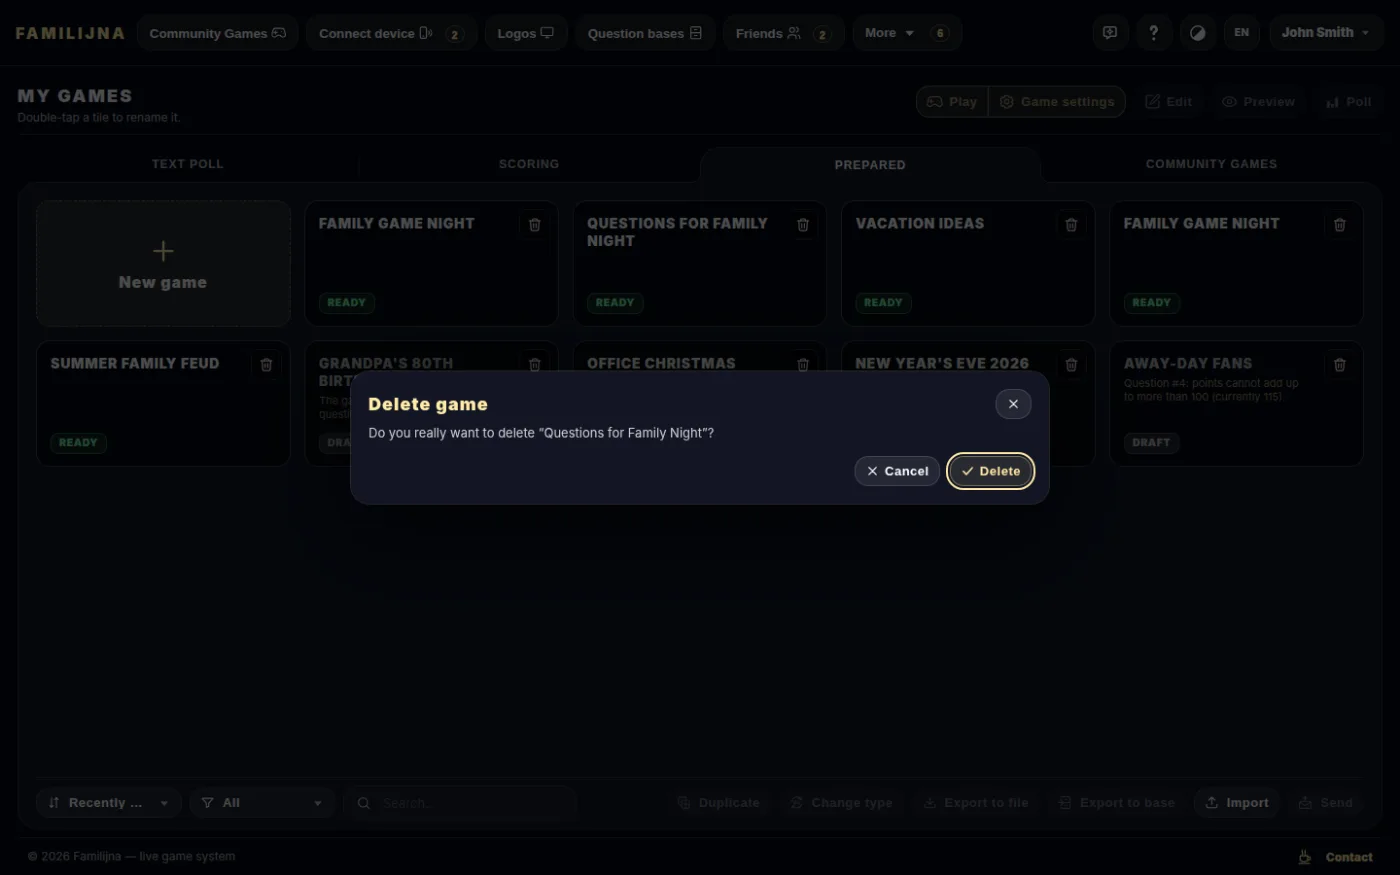 FAMILIJNA
Community Games
Connect device 2
Logos
Question bases
Friends 2
More 6
?
EN
John Smith
MY GAMES
Double-tap a tile to rename it.
Play
Game settings
Edit
Preview
Poll
TEXT POLL
SCORING
PREPARED
COMMUNITY GAMES
New game
FAMILY GAME NIGHT
READY
QUESTIONS FOR FAMILY
NIGHT
READY
VACATION IDEAS
READY
FAMILY GAME NIGHT
READY
SUMMER FAMILY FEUD
READY
GRANDPA'S 80TH
OFFICE CHRISTMAS
NEW YEAR'S EVE 2026
AWAY-DAY FANS
Question #4: points cannot add up
to more than 100 (currently 115)
DRAFT
Delete game
Do you really want to delete “Questions for Family Night”?
Cancel
Delete
Recently ...
All
Search...
Duplicate
Change type
Export to file
Export to base
Import
Send
© 2026 Familijna — live game system
Contact